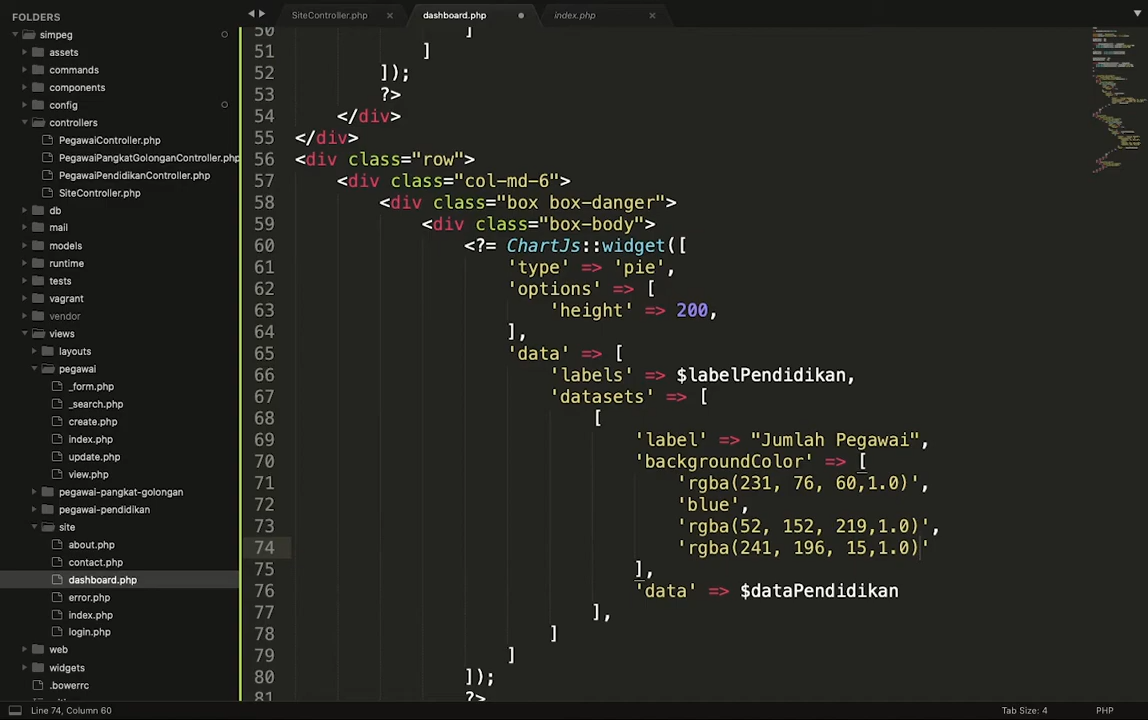 FOLDERS
simpeg
assets
commands
components
config
controllers
PegawaiController.php
PegawaiPangkatGolonganController.php
PegawaiPendidikanController.php
SiteController.php
db
mail
models
runtime
tests
vagrant
vendor
views
layouts
pegawai
_form.php
_search.php
create.php
index.php
update.php
view.php
pegawai-pangkat-golongan
pegawai-pendidikan
site
about.php
contact.php
dashboard.php
error.php
index.php
login.php
web
widgets
.bowerrc
SiteController.php
dashboard.php
index.php
50 ]
51 ]
52 ]);
53 ?>
54 </div>
55 </div>
56 <div class="row">
57 <div class="col-md-6">
58 <div class="box box-danger">
59 <div class="box-body">
60 <?= ChartJs::widget([
61 'type' => 'pie',
62 'options' => [
63 'height' => 200,
64 ],
65 'data' => [
66 'labels' => $labelPendidikan,
67 'datasets' => [
68 [
69 'label' => "Jumlah Pegawai",
70 'backgroundColor' => [
71 'rgba(231, 76, 60,1.0)',
72 'blue',
73 'rgba(52, 152, 219,1.0)',
74 'rgba(241, 196, 15,1.0)'
75 ],
76 'data' => $dataPendidikan
77 ],
78 ]
79 ]
80 ]);
81 ?>
Line 74, Column 60
Tab Size: 4
PHP